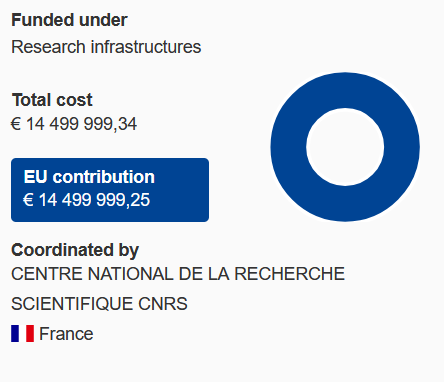 Funded under
Research infrastructures
Total cost
€ 14 499 999,34
EU contribution
€ 14 499 999,25
Coordinated by
CENTRE NATIONAL DE LA RECHERCHE
SCIENTIFIQUE CNRS
France